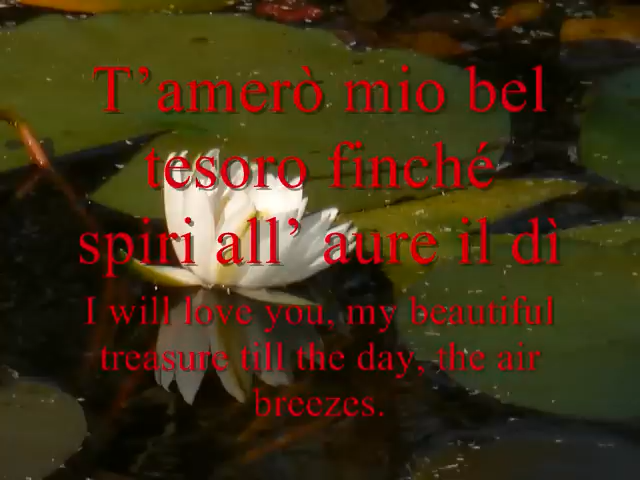 T’amerò mio bel
tesoro finché
spiri all’ aure il dì
I will love you, my beautiful
treasure till the day, the air
breezes.